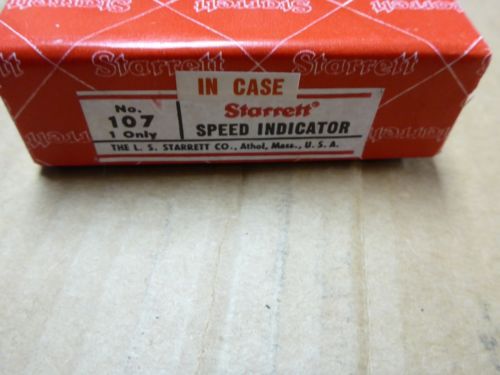 Starrett
Starrett
IN CASE
No.
107
1 Only
Starrett
SPEED INDICATOR
THE L. S. STARRETT CO., Athol, Mass., U. S. A.